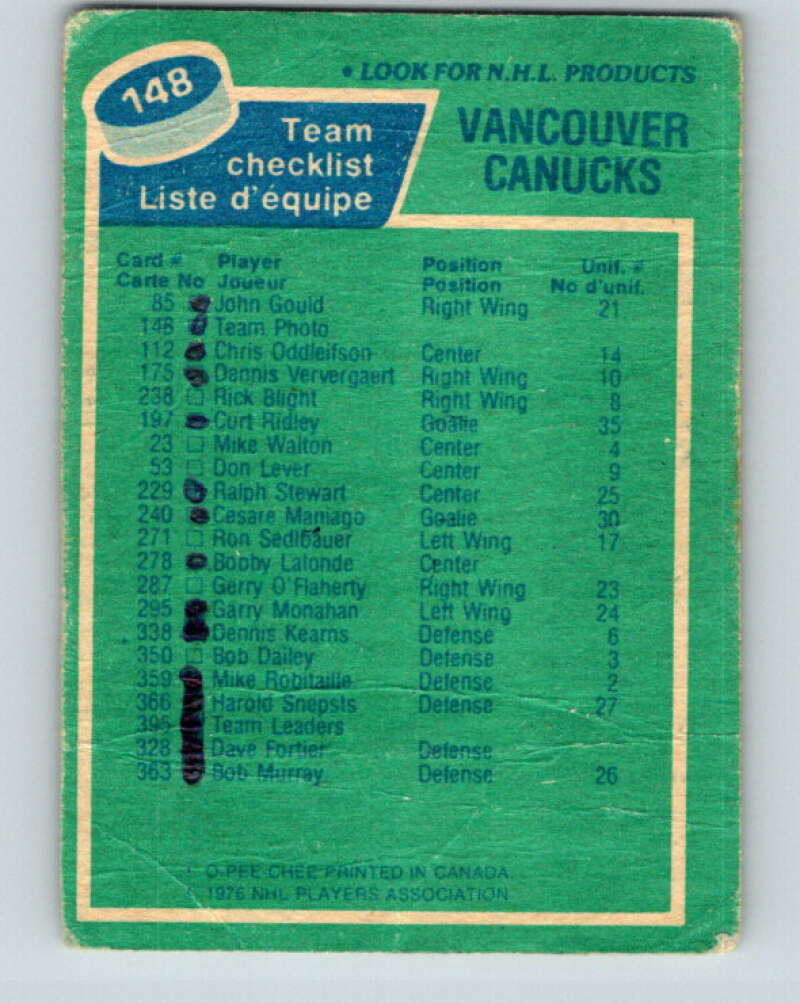 148
• LOOK FOR N.H.L. PRODUCTS
VANCOUVER
CANUCKS
Team
checklist
Liste d'équipe
Card # Player Position Unif. #
Carte No Joueur Position No d'unif.
85 John Gould Right Wing 21
148 Team Photo
112 Chris Oddleifson Center 14
175 Dennis Ververgaert Right Wing 10
238 Rick Blight Right Wing 8
197 Curt Ridley Goalie 35
23 Mike Walton Center 4
53 Don Lever Center 9
229 Ralph Stewart Center 25
240 Cesare Maniago Goalie 30
271 Ron Sedlbauer Left Wing 17
278 Bobby Lalonde Center
287 Gerry O'Flaherty Right Wing 23
295 Garry Monahan Left Wing 24
338 Dennis Kearns Defense 6
350 Bob Dailey Defense 3
359 Mike Robitaille Defense 2
366 Harold Snepsts Defense 27
395 Team Leaders
328 Dave Fortier Defense
363 Bob Murray Defense 26
O-PEE-CHEE PRINTED IN CANADA.
1976 NHL PLAYERS ASSOCIATION